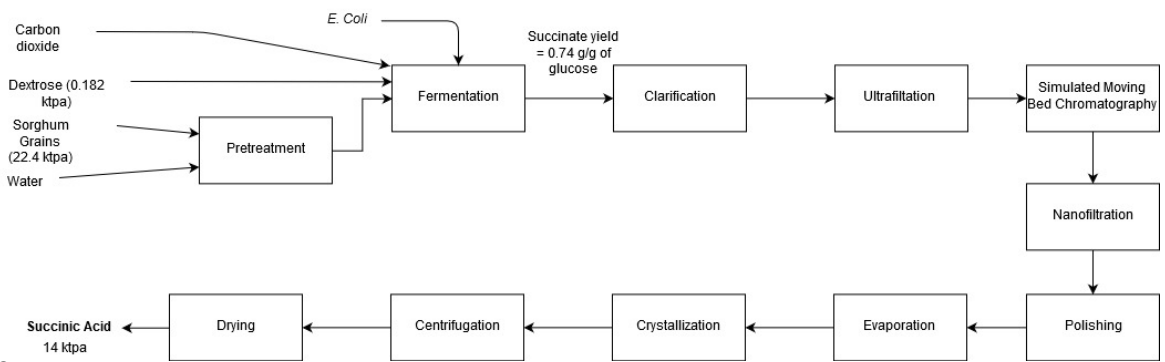 E. Coli
Carbon
dioxide
Succinate yield
= 0.74 g/g of
glucose
Dextrose (0.182
ktpa)
Fermentation
Clarification
Ultrafiltation
Simulated Moving
Bed Chromatography
Sorghum
Grains
(22.4 ktpa)
Pretreatment
Water
Nanofiltration
Succinic Acid
14 ktpa
Drying
Centrifugation
Crystallization
Evaporation
Polishing